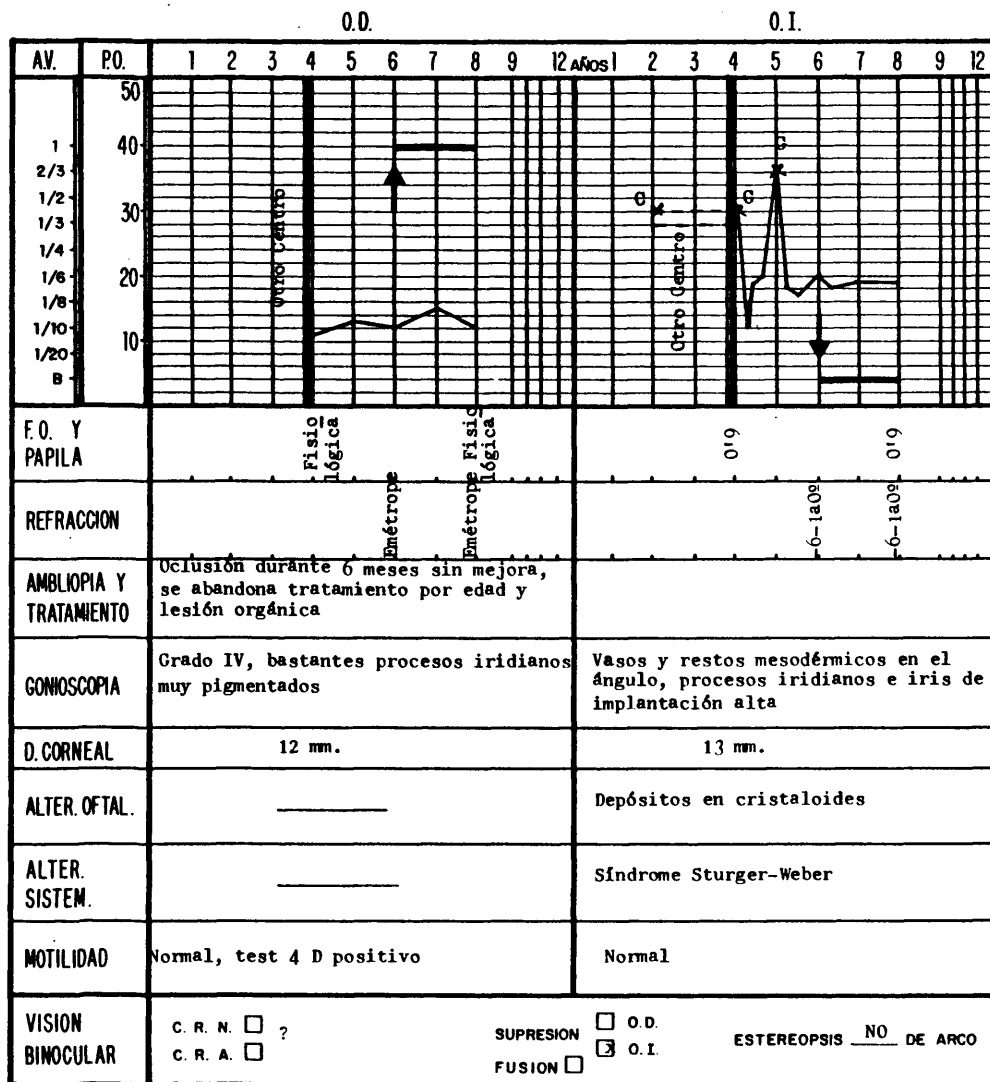 O.D. O.I.
A.V. P.O. 1 2 3 4 5 6 7 8 9 12 AÑOS 1 2 3 4 5 6 7 8 9 12
50
1 40
2/3
1/2
1/3 30
1/4
1/6 20
1/8
1/10
10
1/20
B
Otro Centro
G
G
G
Otro Centro
F.O. Y
PAPILA
Fisio
lógica
Fisio
lógica
0'9
0'9
REFRACCION
Emétrope
Emétrope
6-1a0º
6-1a0º
AMBLIOPIA Y
TRATAMIENTO
Oclusión durante 6 meses sin mejora,
se abandona tratamiento por edad y
lesión orgánica
GONIOSCOPIA
Grado IV, bastantes procesos iridianos
muy pigmentados
Vasos y restos mesodérmicos en el
ángulo, procesos iridianos e iris de
implantación alta
D. CORNEAL 12 mm. 13 mm.
ALTER. OFTAL. Depósitos en cristaloides
ALTER.
SISTEM.
Síndrome Sturger-Weber
MOTILIDAD Normal, test 4 D positivo Normal
VISION
BINOCULAR
C. R. N. ?
C. R. A.
SUPRESION O.D.
X O.I.
FUSION
ESTEREOPSIS NO DE ARCO